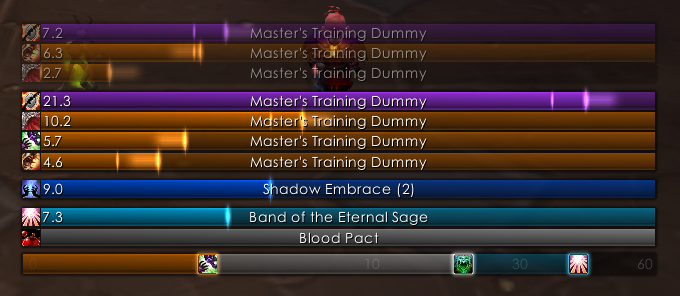 7.2 Master's Training Dummy
6.3 Master's Training Dummy
2.7 Master's Training Dummy
21.3 Master's Training Dummy
10.2 Master's Training Dummy
5.7 Master's Training Dummy
4.6 Master's Training Dummy
9.0 Shadow Embrace (2)
7.3 Band of the Eternal Sage
Blood Pact
0 10 30 60